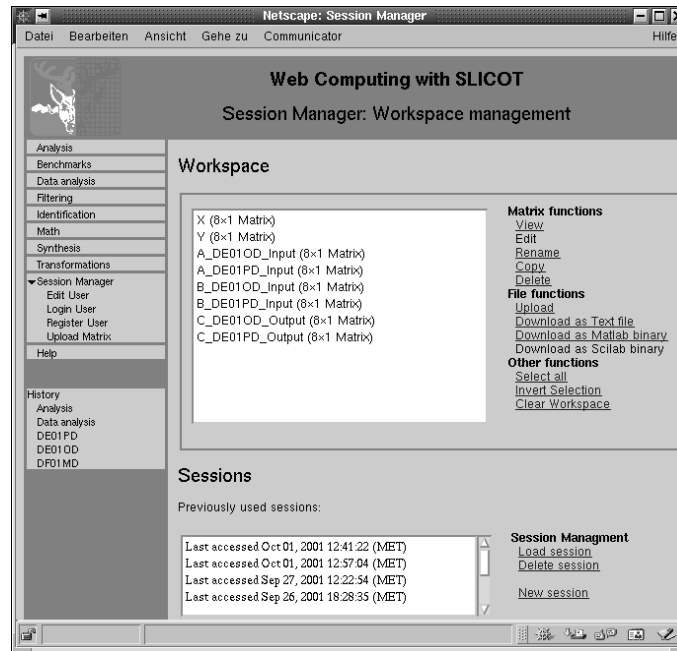 Netscape: Session Manager
Datei Bearbeiten Ansicht Gehe zu Communicator Hilfe
Web Computing with SLICOT
Session Manager: Workspace management
Analysis
Benchmarks
Data analysis
Filtering
Identification
Math
Synthesis
Transformations
Session Manager
Edit User
Login User
Register User
Upload Matrix
Help
History
Analysis
Data analysis
DE01PD
DE01OD
DF01MD
Workspace
X (8×1 Matrix)
Y (8×1 Matrix)
A_DE01OD_Input (8×1 Matrix)
A_DE01PD_Input (8×1 Matrix)
B_DE01OD_Input (8×1 Matrix)
B_DE01PD_Input (8×1 Matrix)
C_DE01OD_Output (8×1 Matrix)
C_DE01PD_Output (8×1 Matrix)
Matrix functions
View
Edit
Rename
Copy
Delete
File functions
Upload
Download as Text file
Download as Matlab binary
Download as Scilab binary
Other functions
Select all
Invert Selection
Clear Workspace
Sessions
Previously used sessions:
Last accessed Oct 01, 2001 12:41:22 (MET)
Last accessed Oct 01, 2001 12:57:04 (MET)
Last accessed Sep 27, 2001 12:22:54 (MET)
Last accessed Sep 26, 2001 18:28:35 (MET)
Session Managment
Load session
Delete session
New session